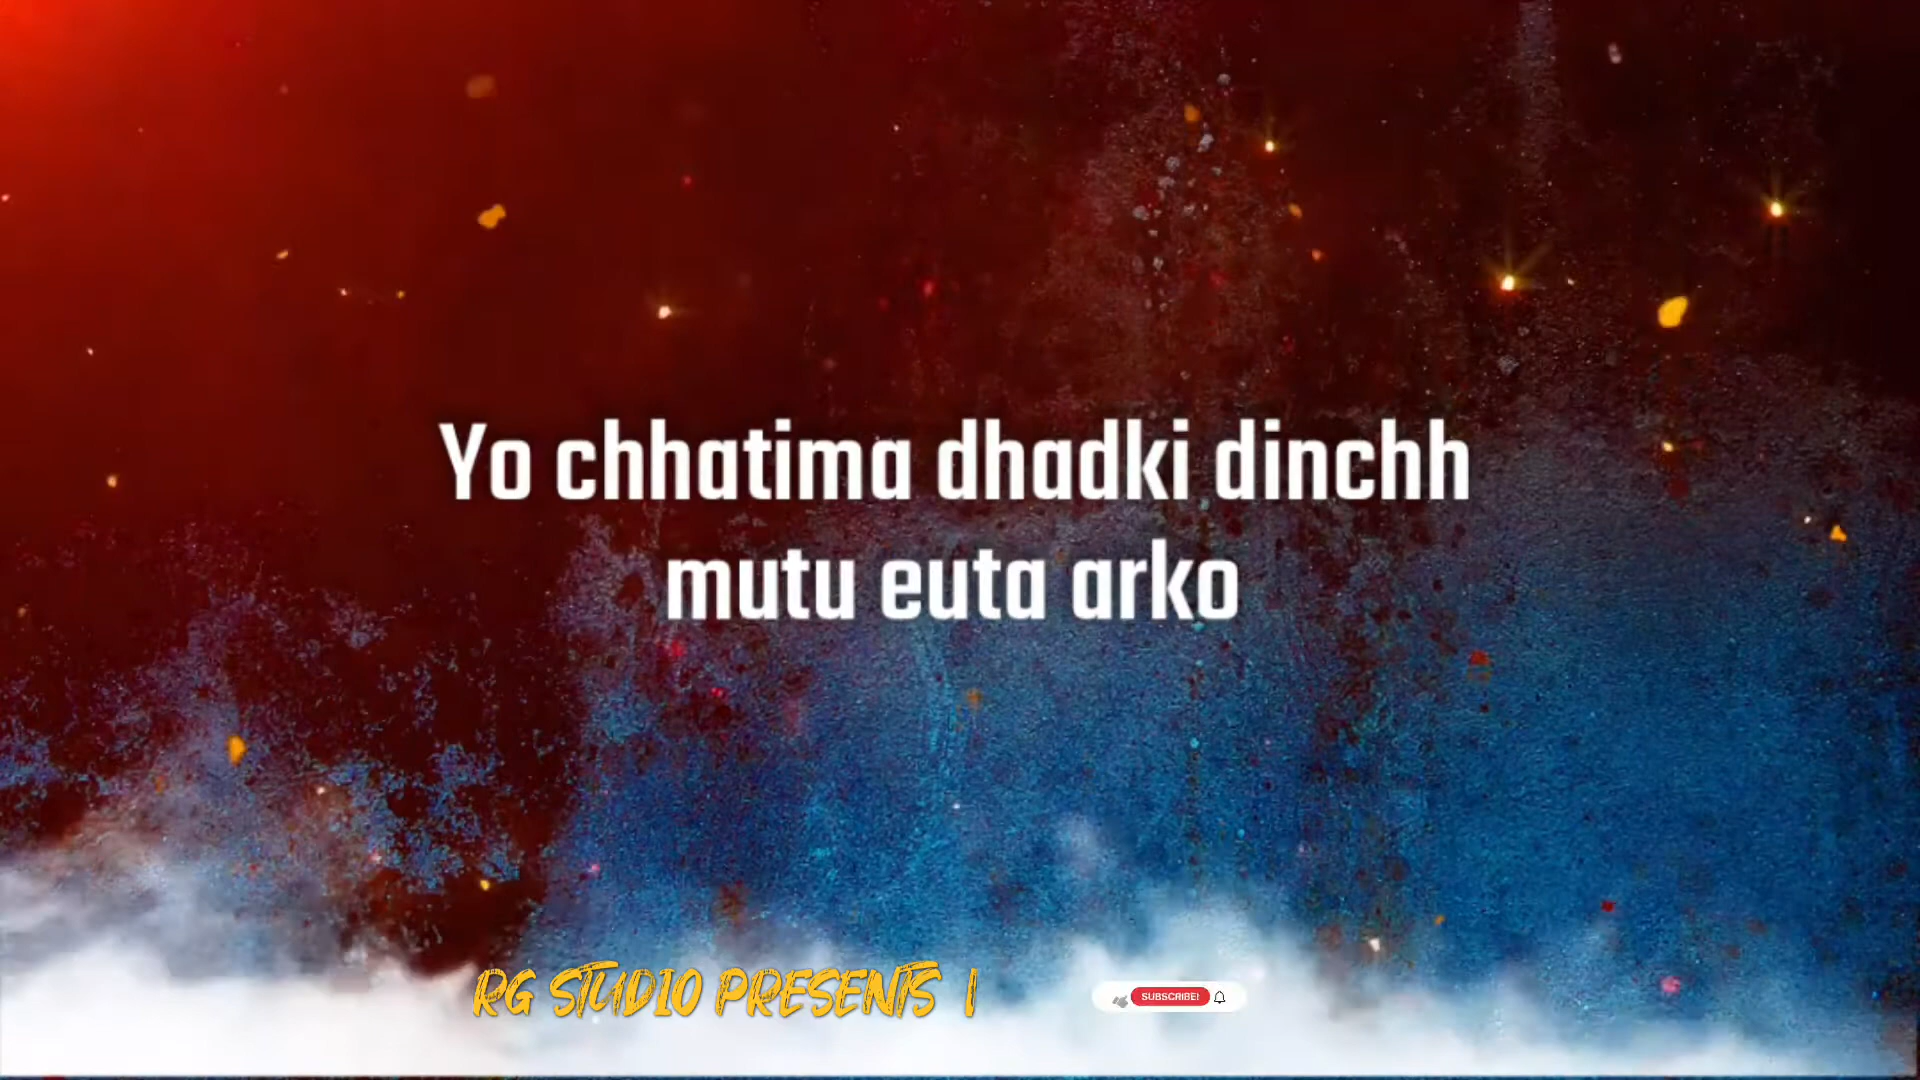 Yo chhatima dhadki dinchh
mutu euta arko
RG STUDIO PRESENTS |
SUBSCRIBE!